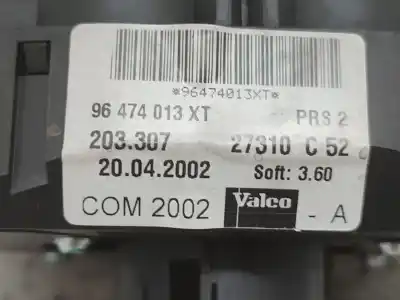 *96474013XT*
96 474 013 XT PRS 2
203.307 27310 C 52
20.04.2002 Soft: 3.60
COM 2002 Valeo - A